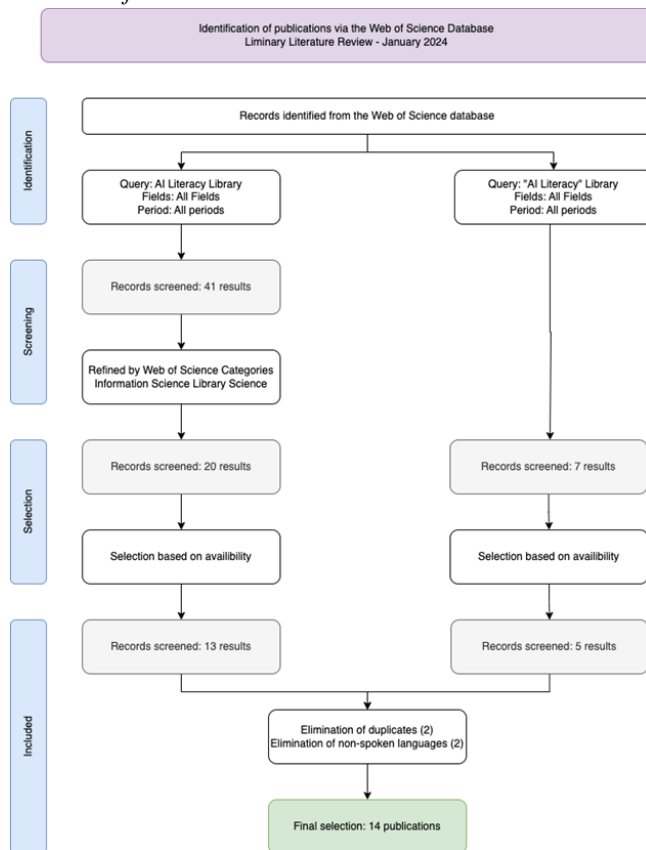 Identification of publications via the Web of Science Database
Liminary Literature Review - January 2024
Identification
Records identified from the Web of Science database
Query: AI Literacy Library
Fields: All Fields
Period: All periods
Query: "AI Literacy" Library
Fields: All Fields
Period: All periods
Screening
Records screened: 41 results
Refined by Web of Science Categories
Information Science Library Science
Selection
Records screened: 20 results
Records screened: 7 results
Selection based on availibility
Selection based on availibility
Included
Records screened: 13 results
Records screened: 5 results
Elimination of duplicates (2)
Elimination of non-spoken languages (2)
Final selection: 14 publications